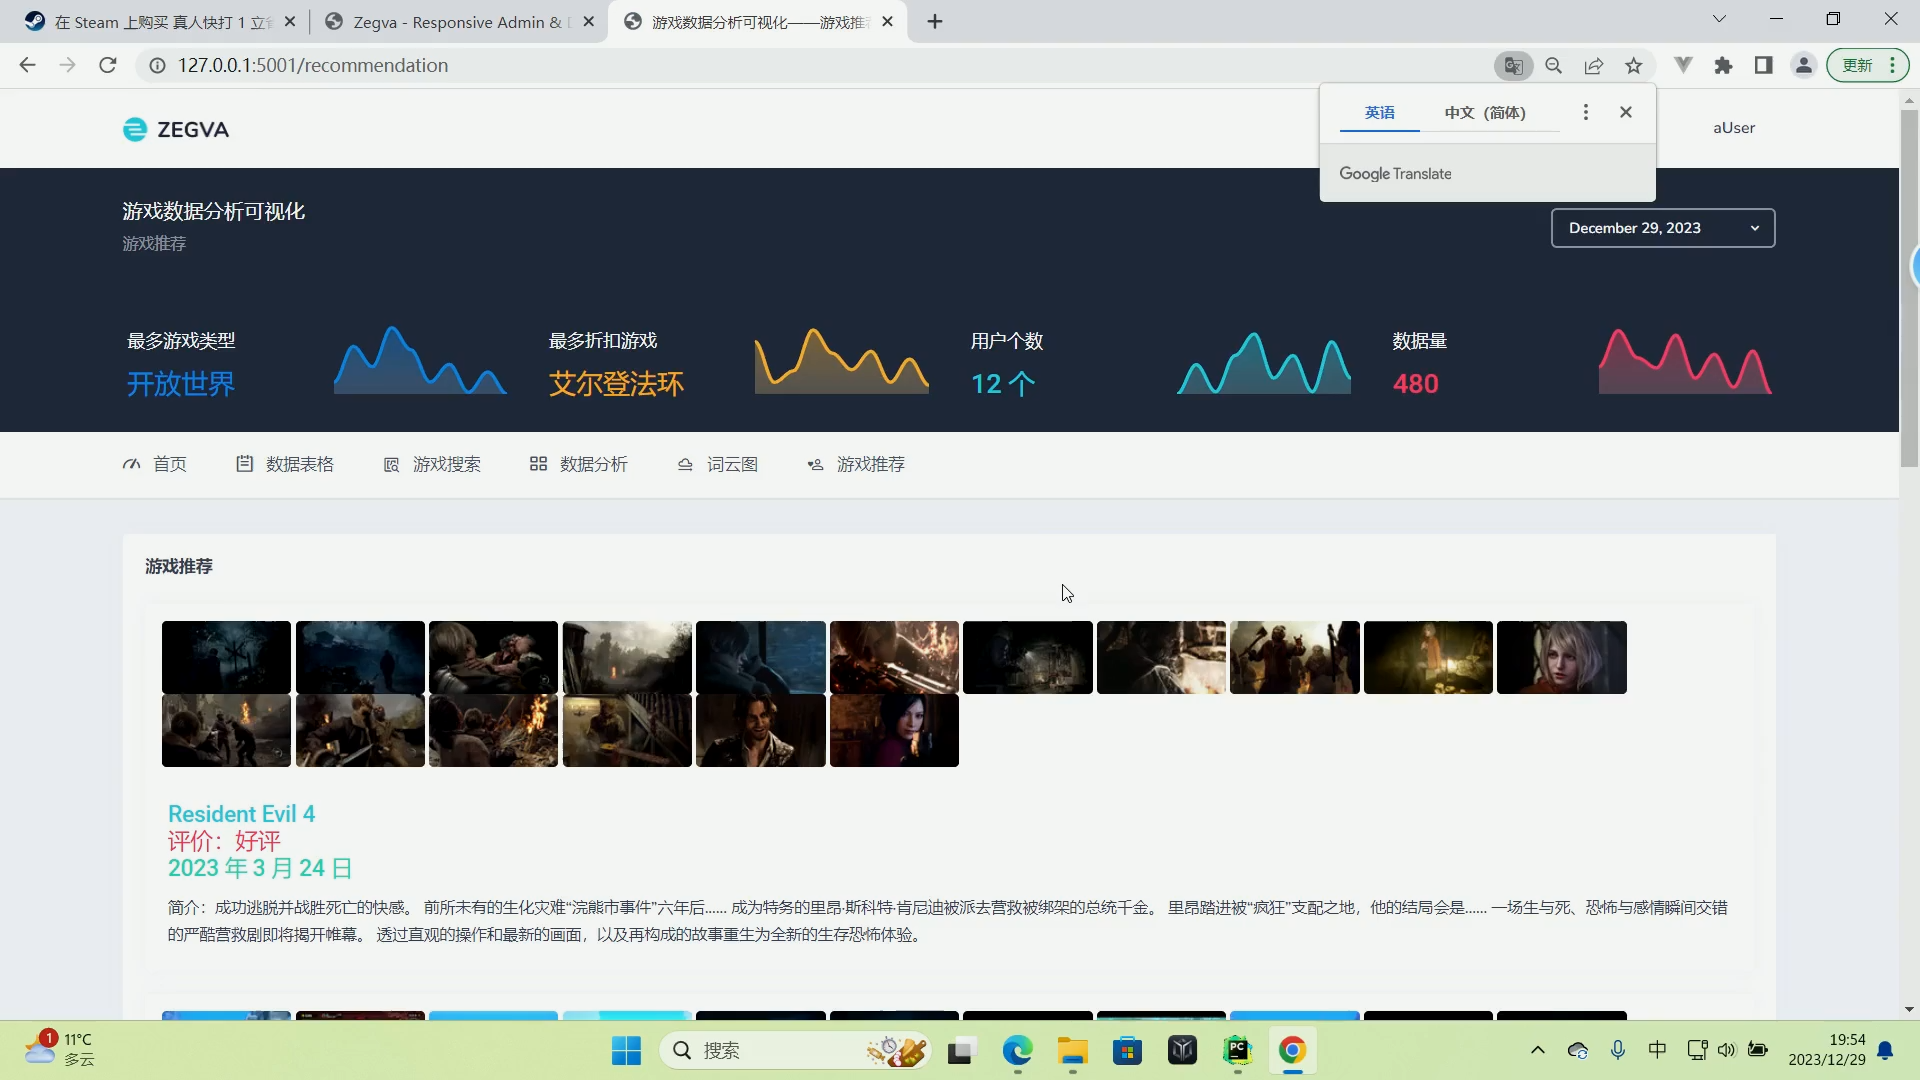 在 Steam 上购买 真人快打 1 立省
Zegva - Responsive Admin &
游戏数据分析可视化——游戏推荐
127.0.0.1:5001/recommendation
更新
英语
中文（简体）
Google Translate
ZEGVA
aUser
游戏数据分析可视化
游戏推荐
December 29, 2023
最多游戏类型
开放世界
最多折扣游戏
艾尔登法环
用户个数
12 个
数据量
480
首页
数据表格
游戏搜索
数据分析
词云图
游戏推荐
游戏推荐
Resident Evil 4
评价：好评
2023 年 3 月 24 日
简介：成功逃脱并战胜死亡的快感。 前所未有的生化灾难“浣熊市事件”六年后...... 成为特务的里昂·斯科特·肯尼迪被派去营救被绑架的总统千金。 里昂踏进被“疯狂”支配之地，他的结局会是...... 一场生与死、恐怖与感情瞬间交错
的严酷营救剧即将揭开帷幕。 透过直观的操作和最新的画面，以及再构成的故事重生为全新的生存恐怖体验。
1
11°C
多云
搜索
PC
中
19:54
2023/12/29